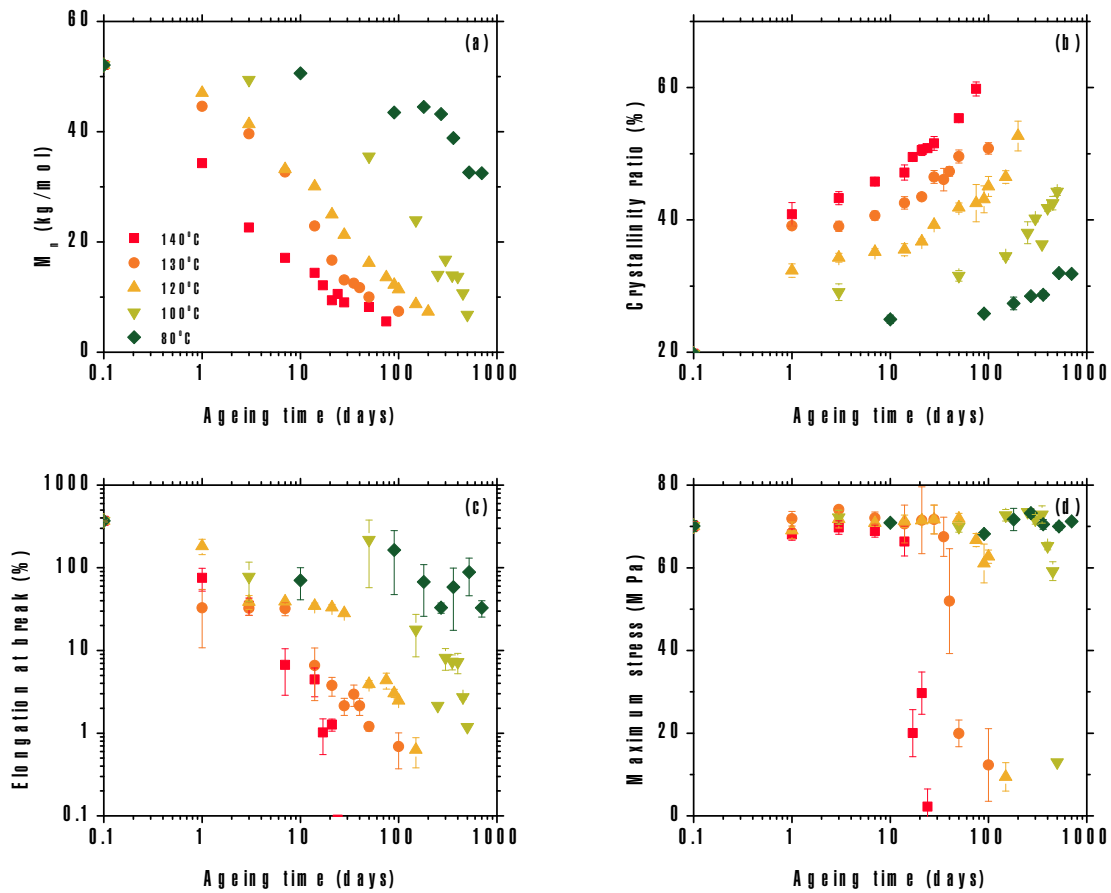 60
40
20
0
M n (kg/mol)
(a)
140°C
130°C
120°C
100°C
80°C
0.1 1 10 100 1000
Ageing time (days)
60
40
20
Crystallinity ratio (%)
(b)
0.1 1 10 100 1000
Ageing time (days)
1000
100
10
1
0.1
Elongation at break (%)
(c)
0.1 1 10 100 1000
Ageing time (days)
80
60
40
20
0
Maximum stress (MPa)
(d)
0.1 1 10 100 1000
Ageing time (days)